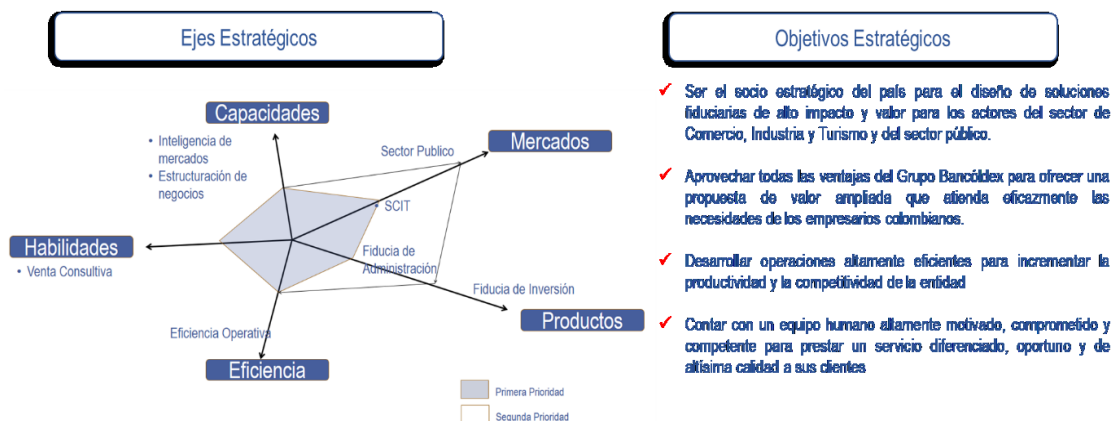 Ejes Estratégicos
Capacidades
• Inteligencia de
mercados
• Estructuración de
negocios
Sector Publico
Mercados
SCIT
Habilidades
• Venta Consultiva
Fiducia de
Administración
Fiducia de Inversión
Productos
Eficiencia Operativa
Eficiencia
Primera Prioridad
Segunda Prioridad
Objetivos Estratégicos
✓ Ser el socio estratégico del país para el diseño de soluciones
fiduciarias de alto impacto y valor para los actores del sector de
Comercio, Industria y Turismo y del sector público.
✓ Aprovechar todas las ventajas del Grupo Bancóldex para ofrecer una
propuesta de valor ampliada que atienda eficazmente las
necesidades de los empresarios colombianos.
✓ Desarrollar operaciones altamente eficientes para incrementar la
productividad y la competitividad de la entidad
✓ Contar con un equipo humano altamente motivado, comprometido y
competente para prestar un servicio diferenciado, oportuno y de
altísima calidad a sus clientes